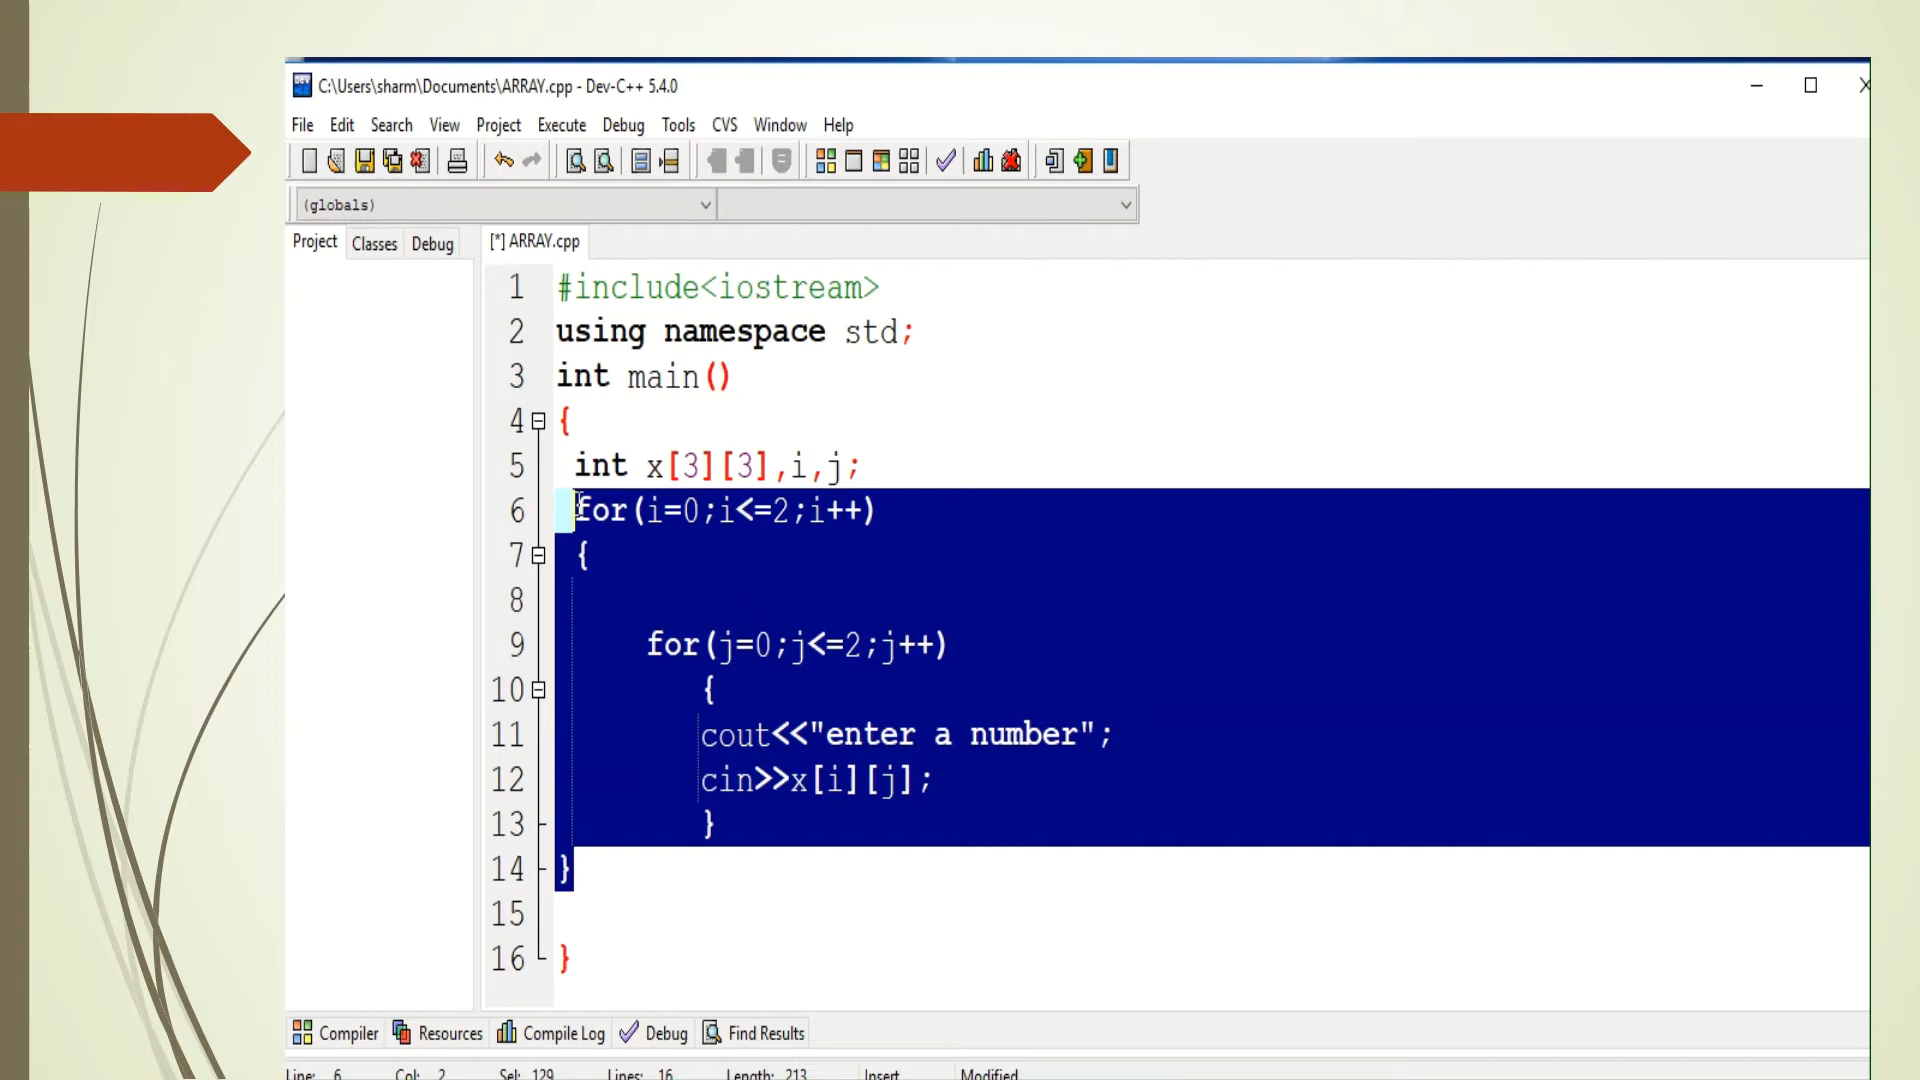 C:\Users\sharm\Documents\ARRAY.cpp - Dev-C++ 5.4.0
File Edit Search View Project Execute Debug Tools CVS Window Help
(globals)
Project Classes Debug [*] ARRAY.cpp
1 #include<iostream>
2 using namespace std;
3 int main()
4 {
5 int x[3][3],i,j;
6 for(i=0;i<=2;i++)
7 {
8
9 for(j=0;j<=2;j++)
10 {
11 cout<<"enter a number";
12 cin>>x[i][j];
13 }
14 }
15
16 }
Compiler Resources Compile Log Debug Find Results
Line: 6 Col: 2 Sel: 129 Lines: 16 Length: 213 Insert Modified